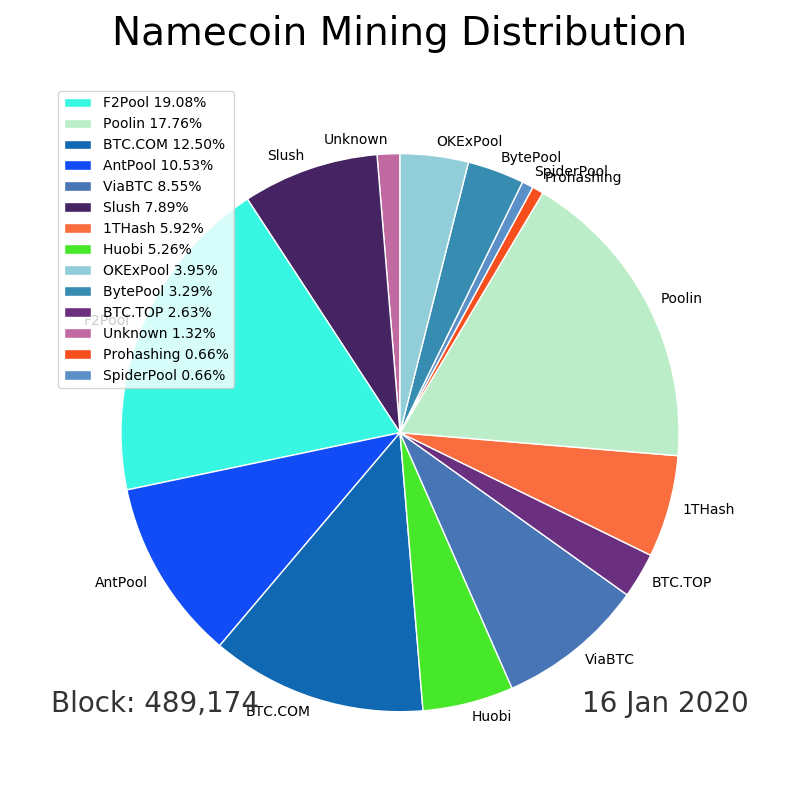 Namecoin Mining Distribution
F2Pool 19.08%
Poolin 17.76%
BTC.COM 12.50%
AntPool 10.53%
ViaBTC 8.55%
Slush 7.89%
1THash 5.92%
Huobi 5.26%
OKExPool 3.95%
BytePool 3.29%
BTC.TOP 2.63%
Unknown 1.32%
Prohashing 0.66%
SpiderPool 0.66%
Unknown
OKExPool
Slush
BytePool
SpiderPool
Prohashing
Poolin
F2Pool
1THash
AntPool
BTC.TOP
ViaBTC
BTC.COM
Huobi
Block: 489,174
16 Jan 2020